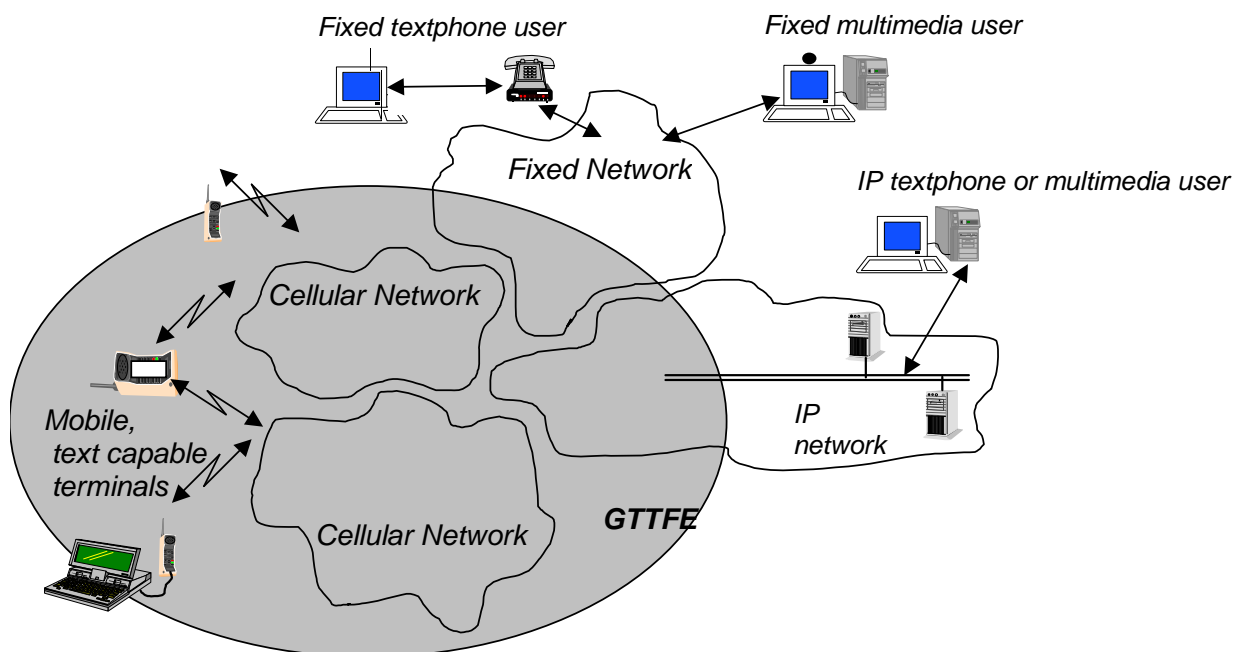 Fixed textphone user
Fixed multimedia user
Fixed Network
IP textphone or multimedia user
Cellular Network
Mobile,
text capable
terminals
IP
network
GTTFE
Cellular Network